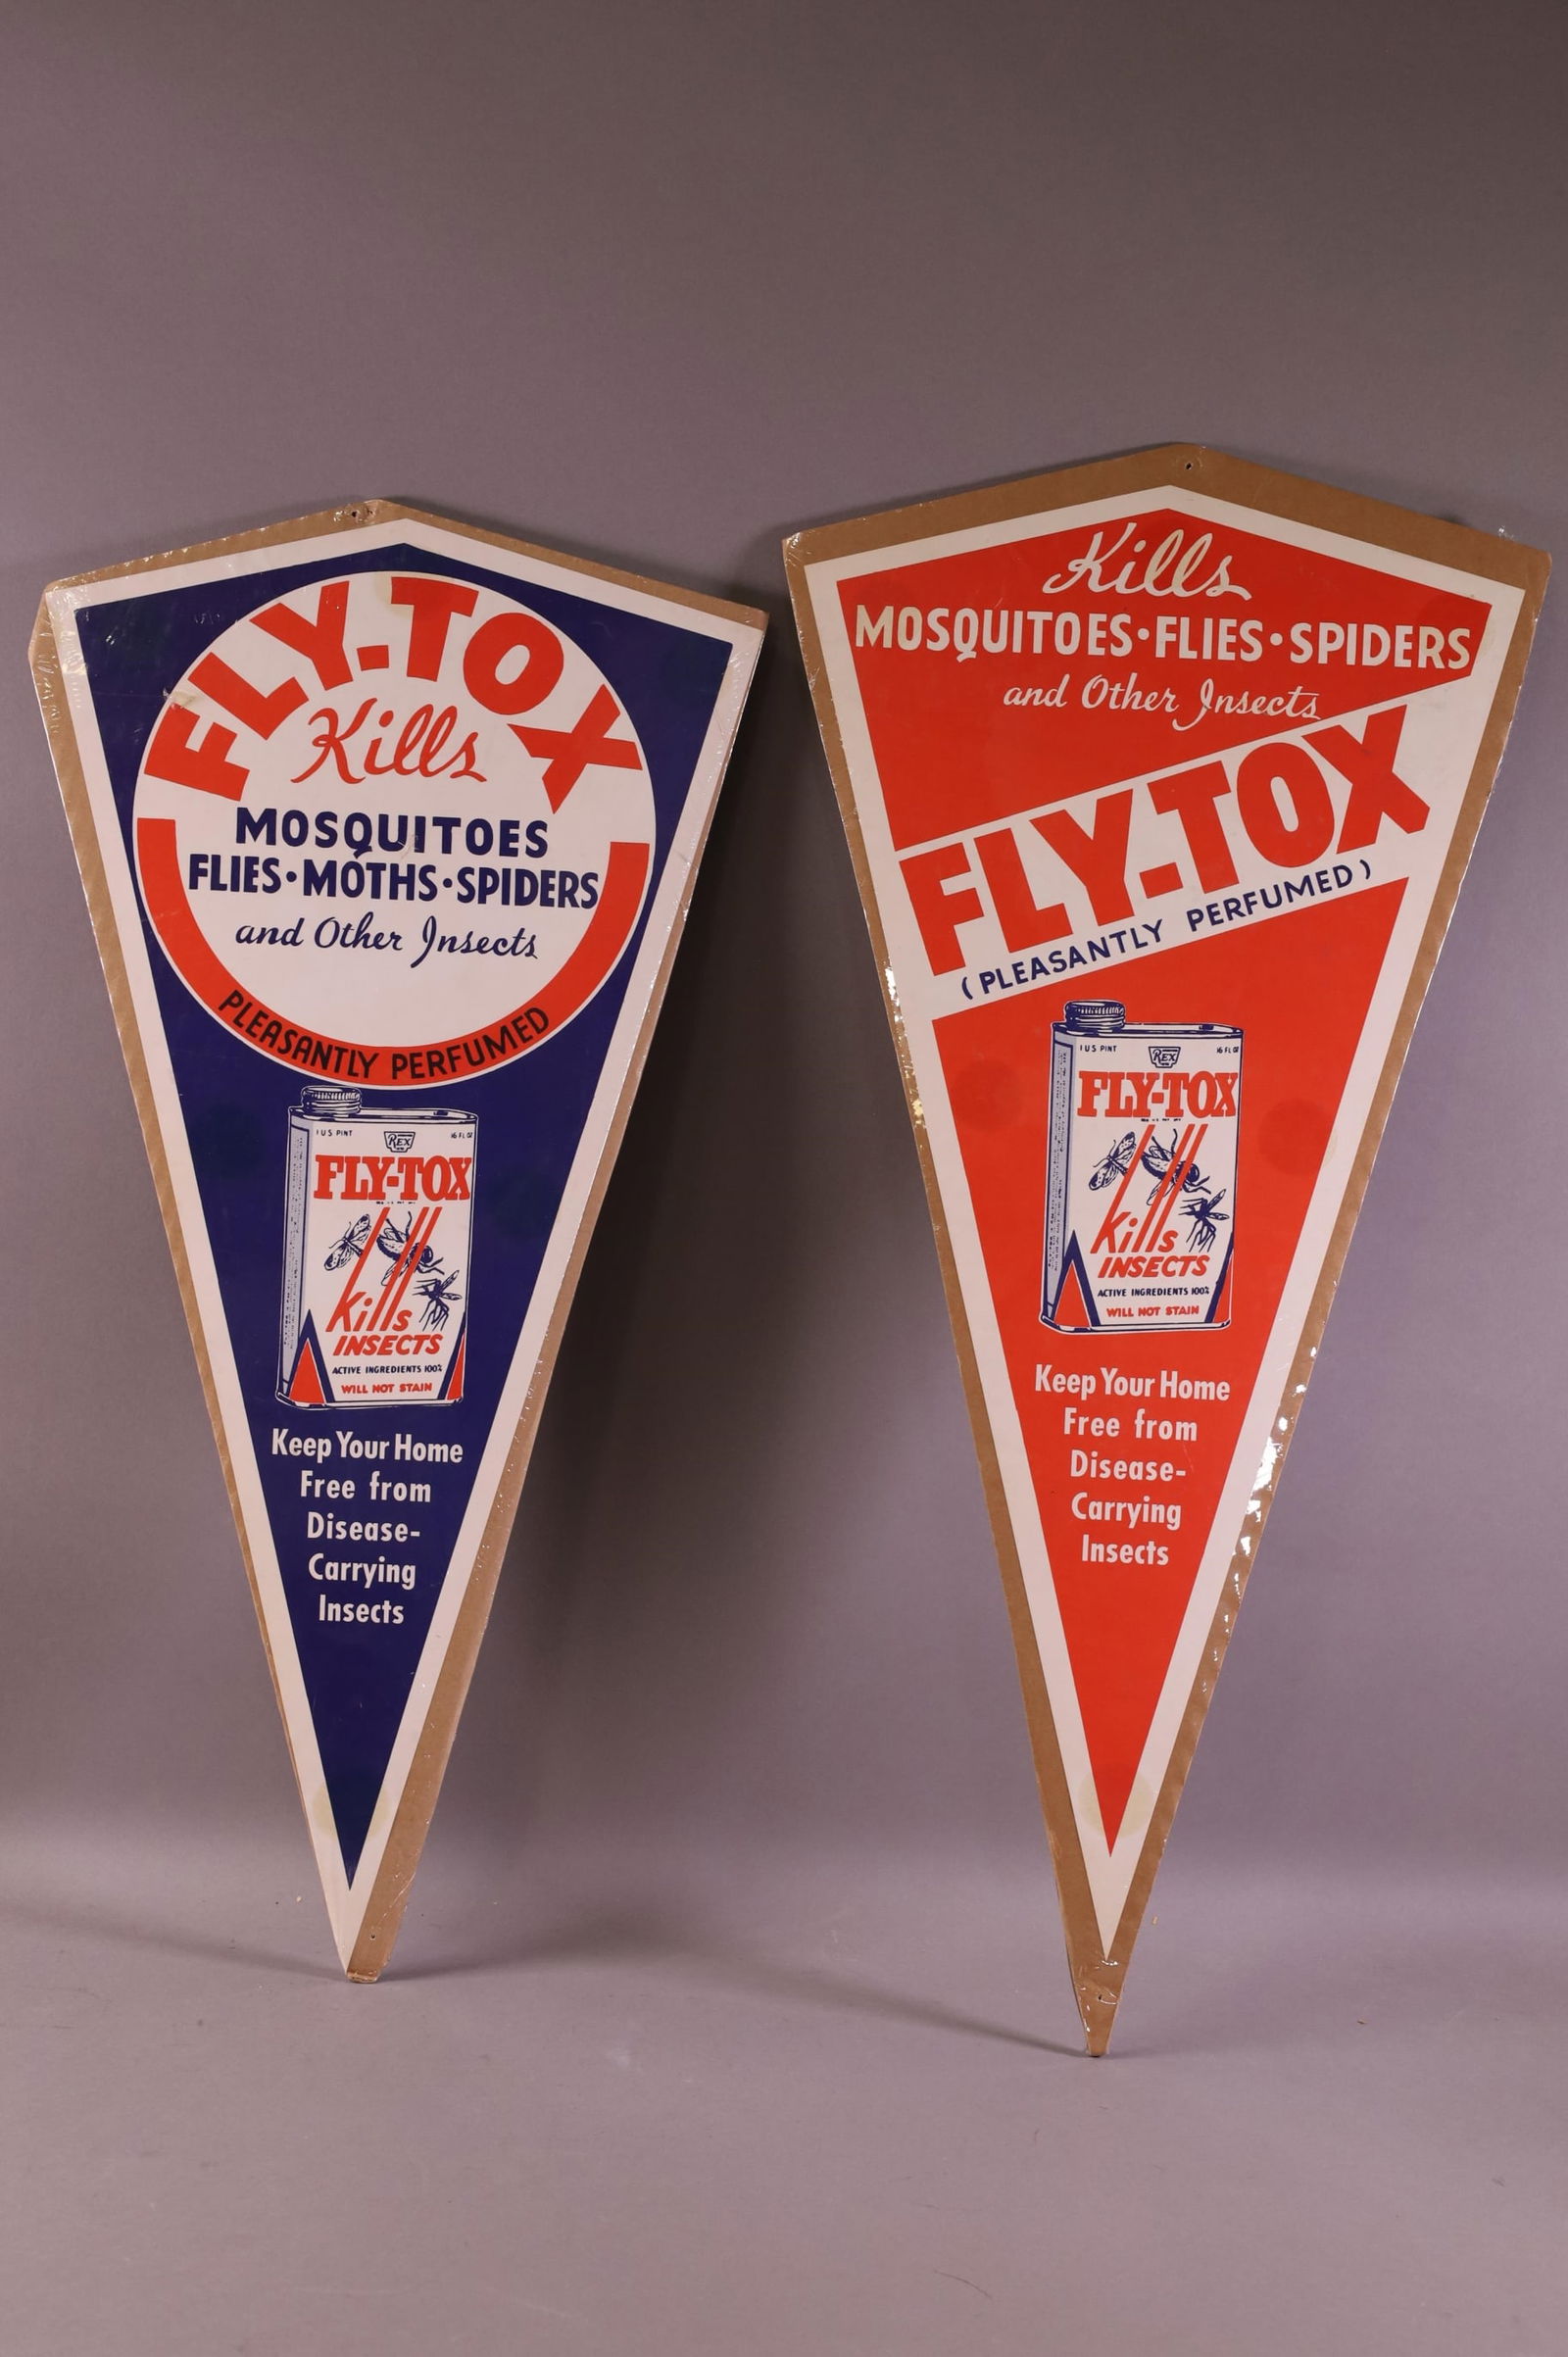 FLY-TOX
Kills
MOSQUITOES
FLIES•MOTHS•SPIDERS
and Other Insects
PLEASANTLY PERFUMED
1 US PINT
REX
16 FL OZ
FLY-TOX
Kills
INSECTS
ACTIVE INGREDIENTS 100%
WILL NOT STAIN
Keep Your Home
Free from
Disease-
Carrying
Insects
Kills
MOSQUITOES•FLIES•SPIDERS
and Other Insects
FLY-TOX
(PLEASANTLY PERFUMED)
1 US PINT
REX
16 FL OZ
FLY-TOX
Kills
INSECTS
ACTIVE INGREDIENTS 100%
WILL NOT STAIN
Keep Your Home
Free from
Disease-
Carrying
Insects